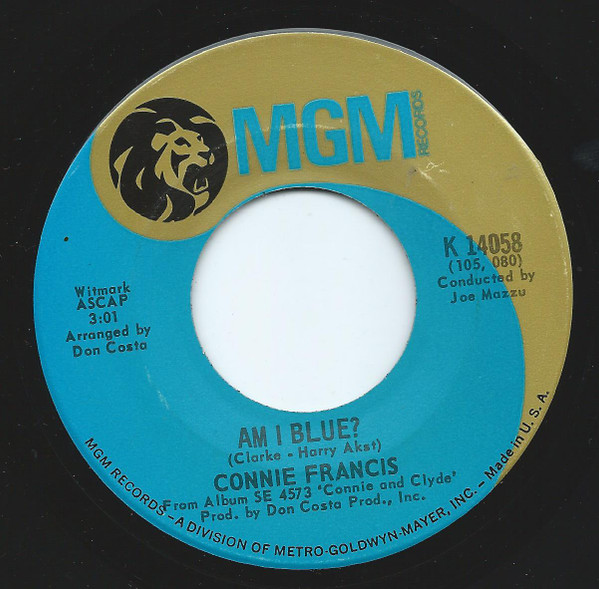 MGM
RECORDS
K 14058
(105, 080)
Conducted by
Joe Mazzu
Witmark
ASCAP
3:01
Arranged by
Don Costa
AM I BLUE?
(Clarke - Harry Akst)
CONNIE FRANCIS
From Album SE 4573 'Connie and Clyde'
Prod. by Don Costa Prod., Inc.
MGM RECORDS – A DIVISION OF METRO-GOLDWYN-MAYER, INC. – Made in U. S. A.